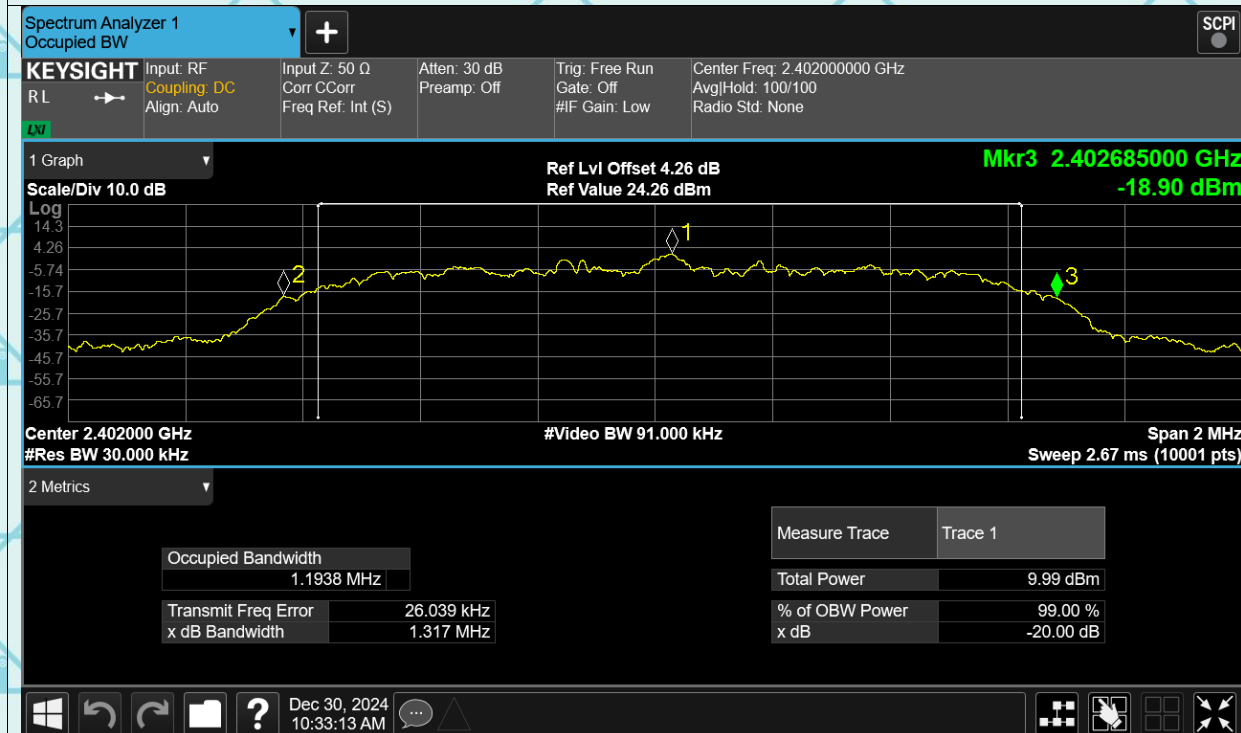 Spectrum Analyzer 1
Occupied BW
+
SCPI
KEYSIGHT
RL
LXI
Input: RF
Coupling: DC
Align: Auto
Input Z: 50 Ω
Corr CCorr
Freq Ref: Int (S)
Atten: 30 dB
Preamp: Off
Trig: Free Run
Gate: Off
#IF Gain: Low
Center Freq: 2.402000000 GHz
Avg|Hold: 100/100
Radio Std: None
1 Graph
Scale/Div 10.0 dB
Ref Lvl Offset 4.26 dB
Ref Value 24.26 dBm
Mkr3 2.402685000 GHz
-18.90 dBm
Log
14.3
4.26
-5.74
-15.7
-25.7
-35.7
-45.7
-55.7
-65.7
1
2
3
Center 2.402000 GHz
#Res BW 30.000 kHz
#Video BW 91.000 kHz
Span 2 MHz
Sweep 2.67 ms (10001 pts)
2 Metrics
Occupied Bandwidth
1.1938 MHz
Transmit Freq Error 26.039 kHz
x dB Bandwidth 1.317 MHz
Measure Trace Trace 1
Total Power 9.99 dBm
% of OBW Power 99.00 %
x dB -20.00 dB
?
Dec 30, 2024
10:33:13 AM